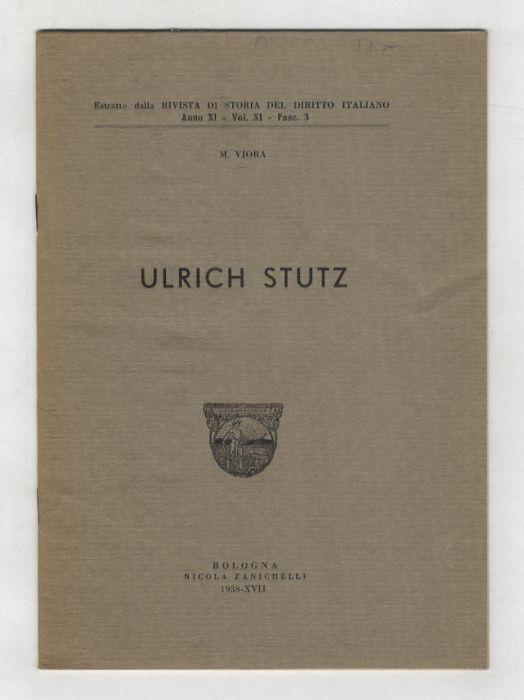 Estratto dalla RIVISTA DI STORIA DEL DIRITTO ITALIANO
Anno XI - Vol. XI - Fasc. 3
M. VIORA
ULRICH STUTZ
BOLOGNA
NICOLA ZANICHELLI
1938-XVII